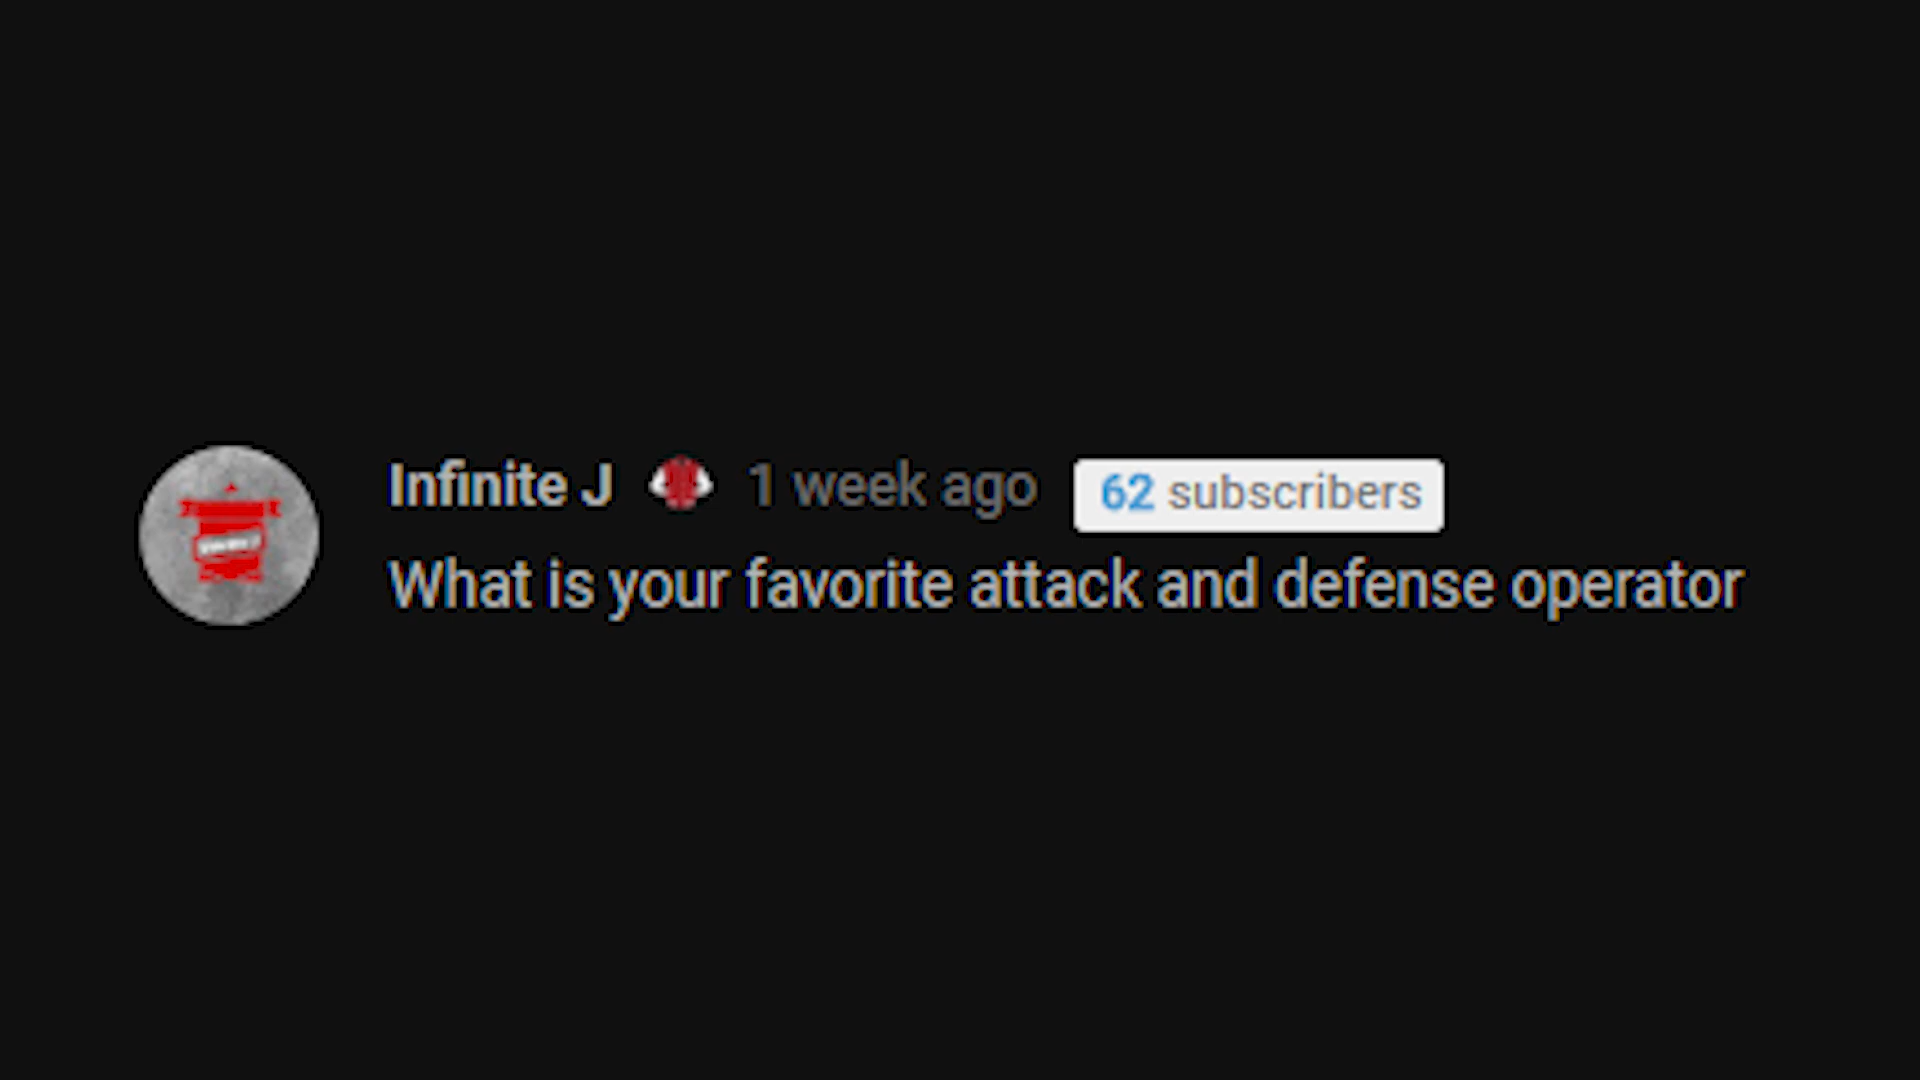 Infinite J 1 week ago 62 subscribers
What is your favorite attack and defense operator